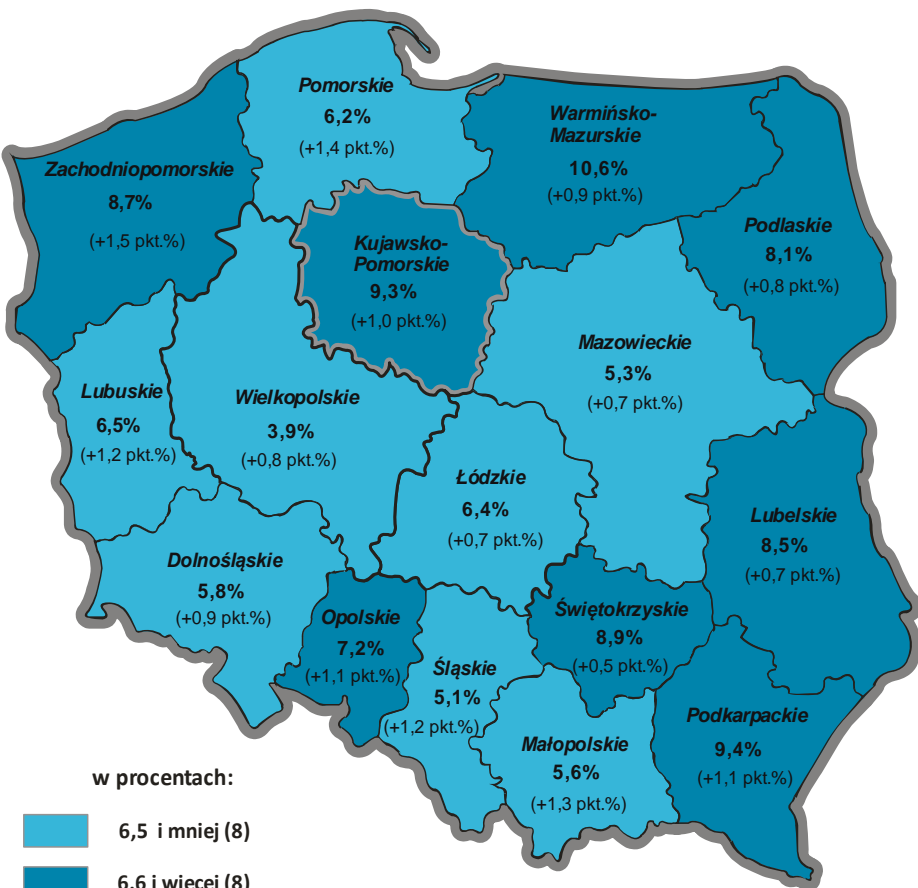 Pomorskie
6,2%
(+1,4 pkt.%)
Warmińsko-
Mazurskie
10,6%
(+0,9 pkt.%)
Zachodniopomorskie
8,7%
(+1,5 pkt.%)
Podlaskie
8,1%
(+0,8 pkt.%)
Kujawsko-
Pomorskie
9,3%
(+1,0 pkt.%)
Mazowieckie
5,3%
(+0,7 pkt.%)
Lubuskie
6,5%
(+1,2 pkt.%)
Wielkopolskie
3,9%
(+0,8 pkt.%)
Łódzkie
6,4%
(+0,7 pkt.%)
Lubelskie
8,5%
(+0,7 pkt.%)
Dolnośląskie
5,8%
(+0,9 pkt.%)
Opolskie
7,2%
(+1,1 pkt.%)
Świętokrzyskie
8,9%
(+0,5 pkt.%)
Śląskie
5,1%
(+1,2 pkt.%)
Małopolskie
5,6%
(+1,3 pkt.%)
Podkarpackie
9,4%
(+1,1 pkt.%)
w procentach:
6,5 i mniej (8)
6,6 i więcej (8)